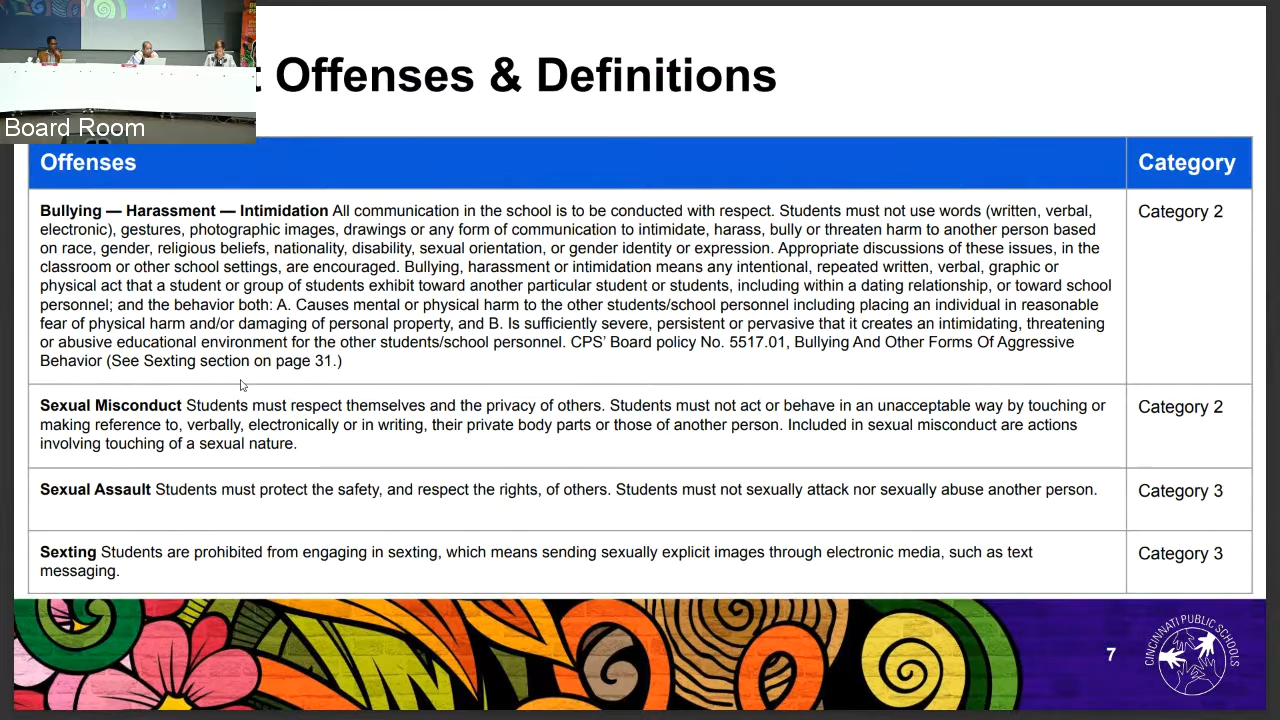 Board Room
Offenses & Definitions
Offenses
Category
Bullying — Harassment — Intimidation All communication in the school is to be conducted with respect. Students must not use words (written, verbal,
electronic), gestures, photographic images, drawings or any form of communication to intimidate, harass, bully or threaten harm to another person based
on race, gender, religious beliefs, nationality, disability, sexual orientation, or gender identity or expression. Appropriate discussions of these issues, in the
classroom or other school settings, are encouraged. Bullying, harassment or intimidation means any intentional, repeated written, verbal, graphic or
physical act that a student or group of students exhibit toward another particular student or students, including within a dating relationship, or toward school
personnel; and the behavior both: A. Causes mental or physical harm to the other students/school personnel including placing an individual in reasonable
fear of physical harm and/or damaging of personal property, and B. Is sufficiently severe, persistent or pervasive that it creates an intimidating, threatening
or abusive educational environment for the other students/school personnel. CPS’ Board policy No. 5517.01, Bullying And Other Forms Of Aggressive
Behavior (See Sexting section on page 31.)
Category 2
Sexual Misconduct Students must respect themselves and the privacy of others. Students must not act or behave in an unacceptable way by touching or
making reference to, verbally, electronically or in writing, their private body parts or those of another person. Included in sexual misconduct are actions
involving touching of a sexual nature.
Category 2
Sexual Assault Students must protect the safety, and respect the rights, of others. Students must not sexually attack nor sexually abuse another person.
Category 3
Sexting Students are prohibited from engaging in sexting, which means sending sexually explicit images through electronic media, such as text
messaging.
Category 3
7
CINCINNATI PUBLIC SCHOOLS